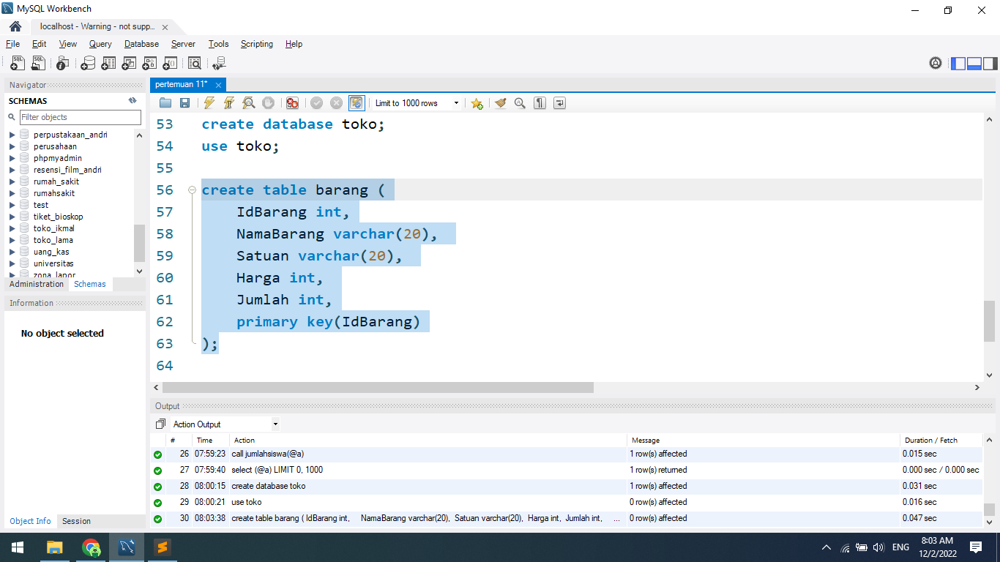 MySQL Workbench
localhost - Warning - not supp...
File Edit View Query Database Server Tools Scripting Help
Navigator
SCHEMAS
Filter objects
perpustakaan_andri
perusahaan
phpmyadmin
resensi_film_andri
rumah_sakit
rumahsakit
test
tiket_bioskop
toko_ikmal
toko_lama
uang_kas
universitas
zona_lapor
Administration Schemas
Information
No object selected
Object Info Session
pertemuan 11*
Limit to 1000 rows
53 create database toko;
54 use toko;
55
56 create table barang (
57 IdBarang int,
58 NamaBarang varchar(20),
59 Satuan varchar(20),
60 Harga int,
61 Jumlah int,
62 primary key(IdBarang)
63 );
64
Output
Action Output
# Time Action Message Duration / Fetch
26 07:59:23 call jumlahsiswa(@a) 1 row(s) affected 0.015 sec
27 07:59:40 select (@a) LIMIT 0, 1000 1 row(s) returned 0.000 sec / 0.000 sec
28 08:00:15 create database toko 1 row(s) affected 0.031 sec
29 08:00:21 use toko 0 row(s) affected 0.016 sec
30 08:03:38 create table barang ( IdBarang int, NamaBarang varchar(20), Satuan varchar(20), Harga int, Jumlah int, ... 0 row(s) affected 0.047 sec
ENG
8:03 AM
12/2/2022